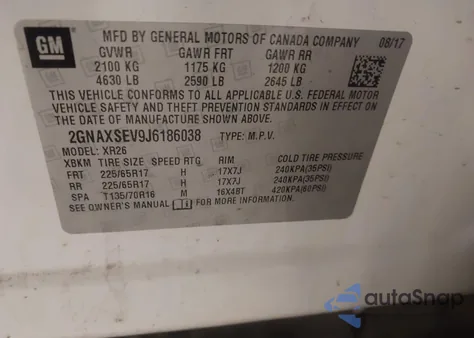 GM
MFD BY GENERAL MOTORS OF CANADA COMPANY 08/17
GVWR GAWR FRT GAWR RR
2100 KG 1175 KG 1200 KG
4630 LB 2590 LB 2645 LB
THIS VEHICLE CONFORMS TO ALL APPLICABLE U.S. FEDERAL MOTOR
VEHICLE SAFETY AND THEFT PREVENTION STANDARDS IN EFFECT ON THE
DATE OF MANUFACTURE SHOWN ABOVE.
2GNAXSEV9J6186038 TYPE: M.P.V.
MODEL: XR26
XBKM TIRE SIZE SPEED RTG RIM COLD TIRE PRESSURE
FRT 225/65R17 H 17X7J 240KPA(35PSI)
RR 225/65R17 H 17X7J 240KPA(35PSI)
SPA T135/70R16 M 16X4BT 420KPA(60PSI)
SEE OWNER'S MANUAL FOR MORE INFORMATION.
autoSnap